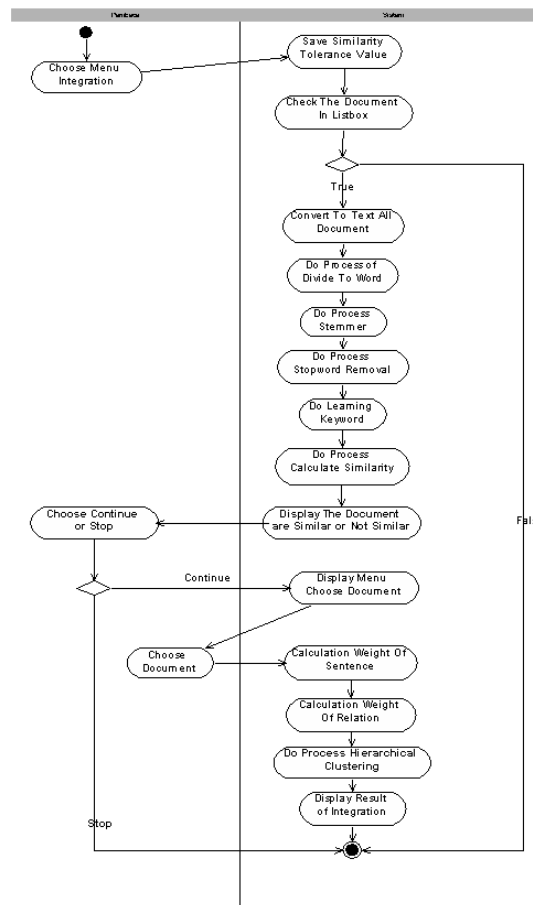 Pembaca
System
Save Similarity
Tolerance Value
Choose Menu
Integration
Check The Document
In Listbox
True
Convert To Text All
Document
Do Process of
Divide To Word
Do Process
Stemmer
Do Process
Stopword Removal
Do Learning
Keyword
Do Process
Calculate Similarity
Choose Continue
or Stop
Display The Document
are Similar or Not Similar
Fal
Continue
Display Menu
Choose Document
Choose
Document
Calculation Weight Of
Sentence
Calculation Weight
Of Relation
Do Process Hierarchical
Clustering
Display Result
of Integration
Stop